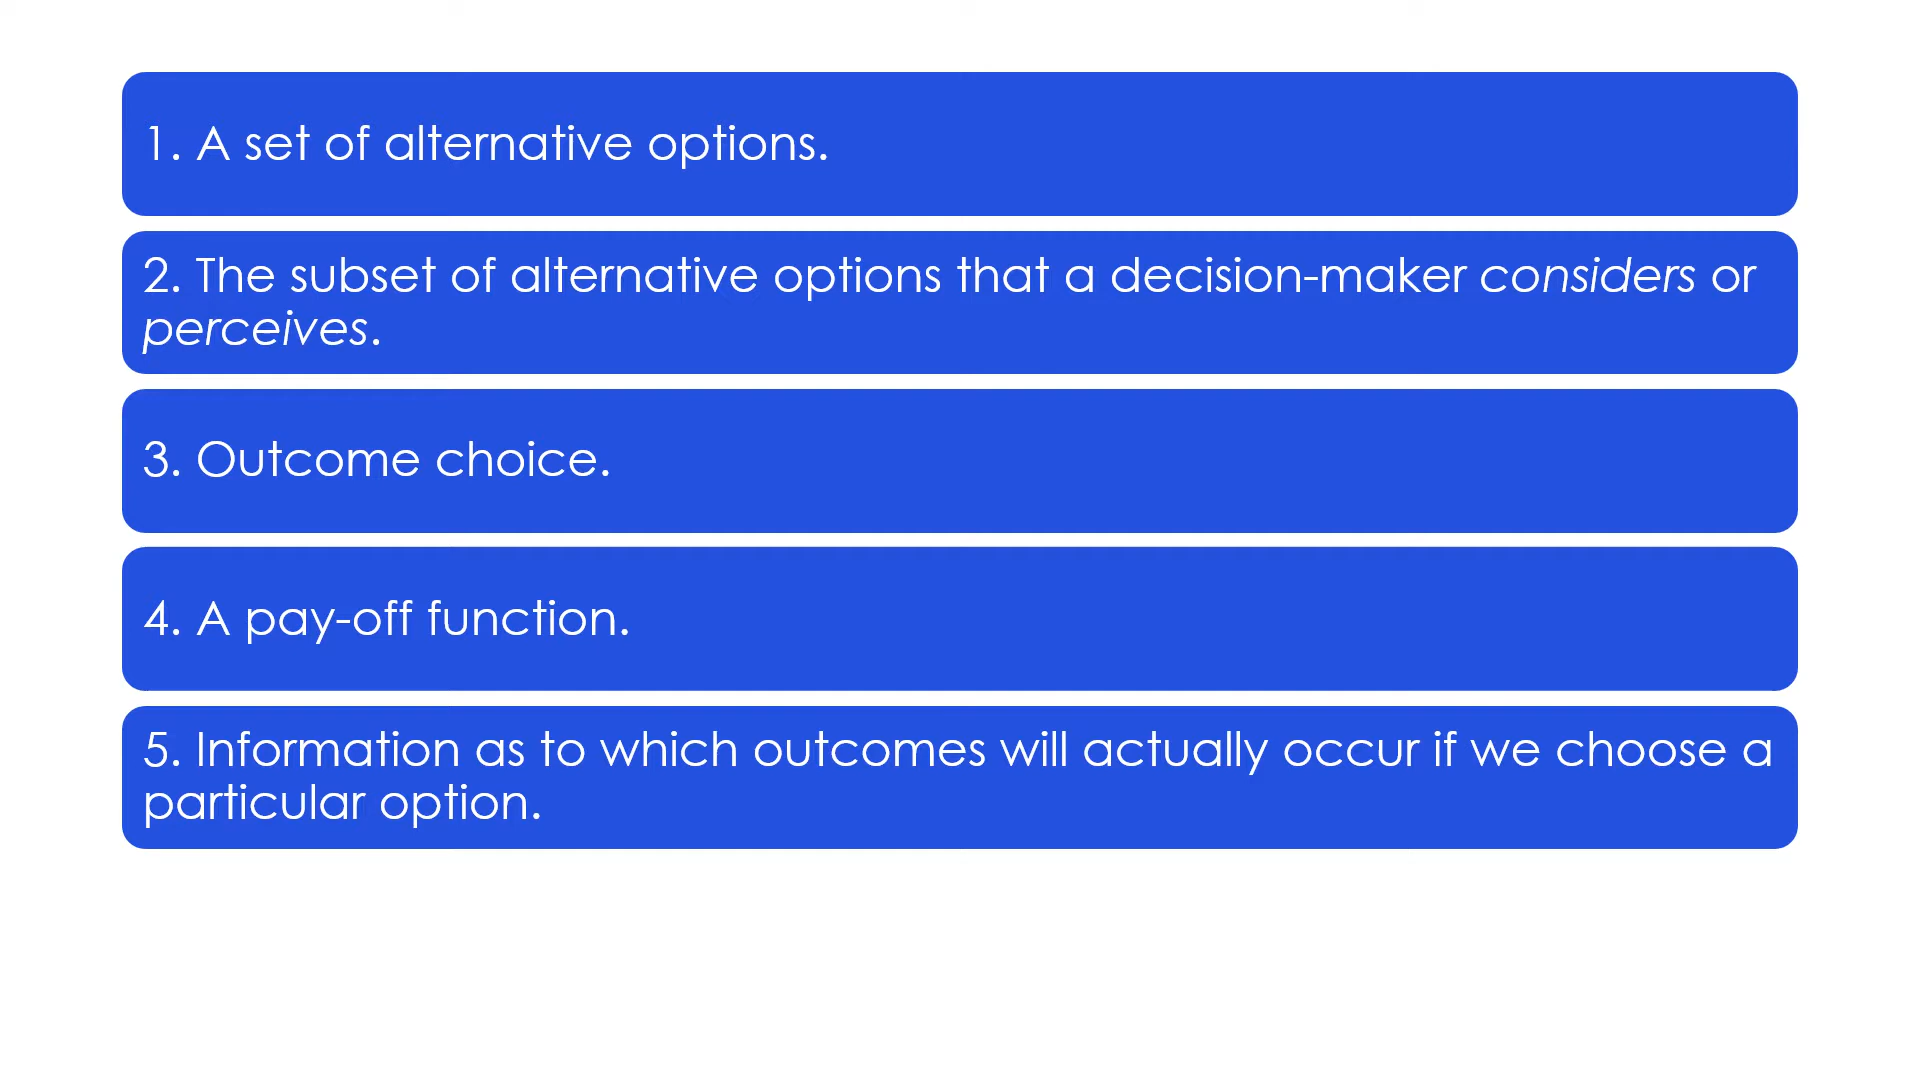 1. A set of alternative options.
2. The subset of alternative options that a decision-maker considers or
perceives.
3. Outcome choice.
4. A pay-off function.
5. Information as to which outcomes will actually occur if we choose a
particular option.